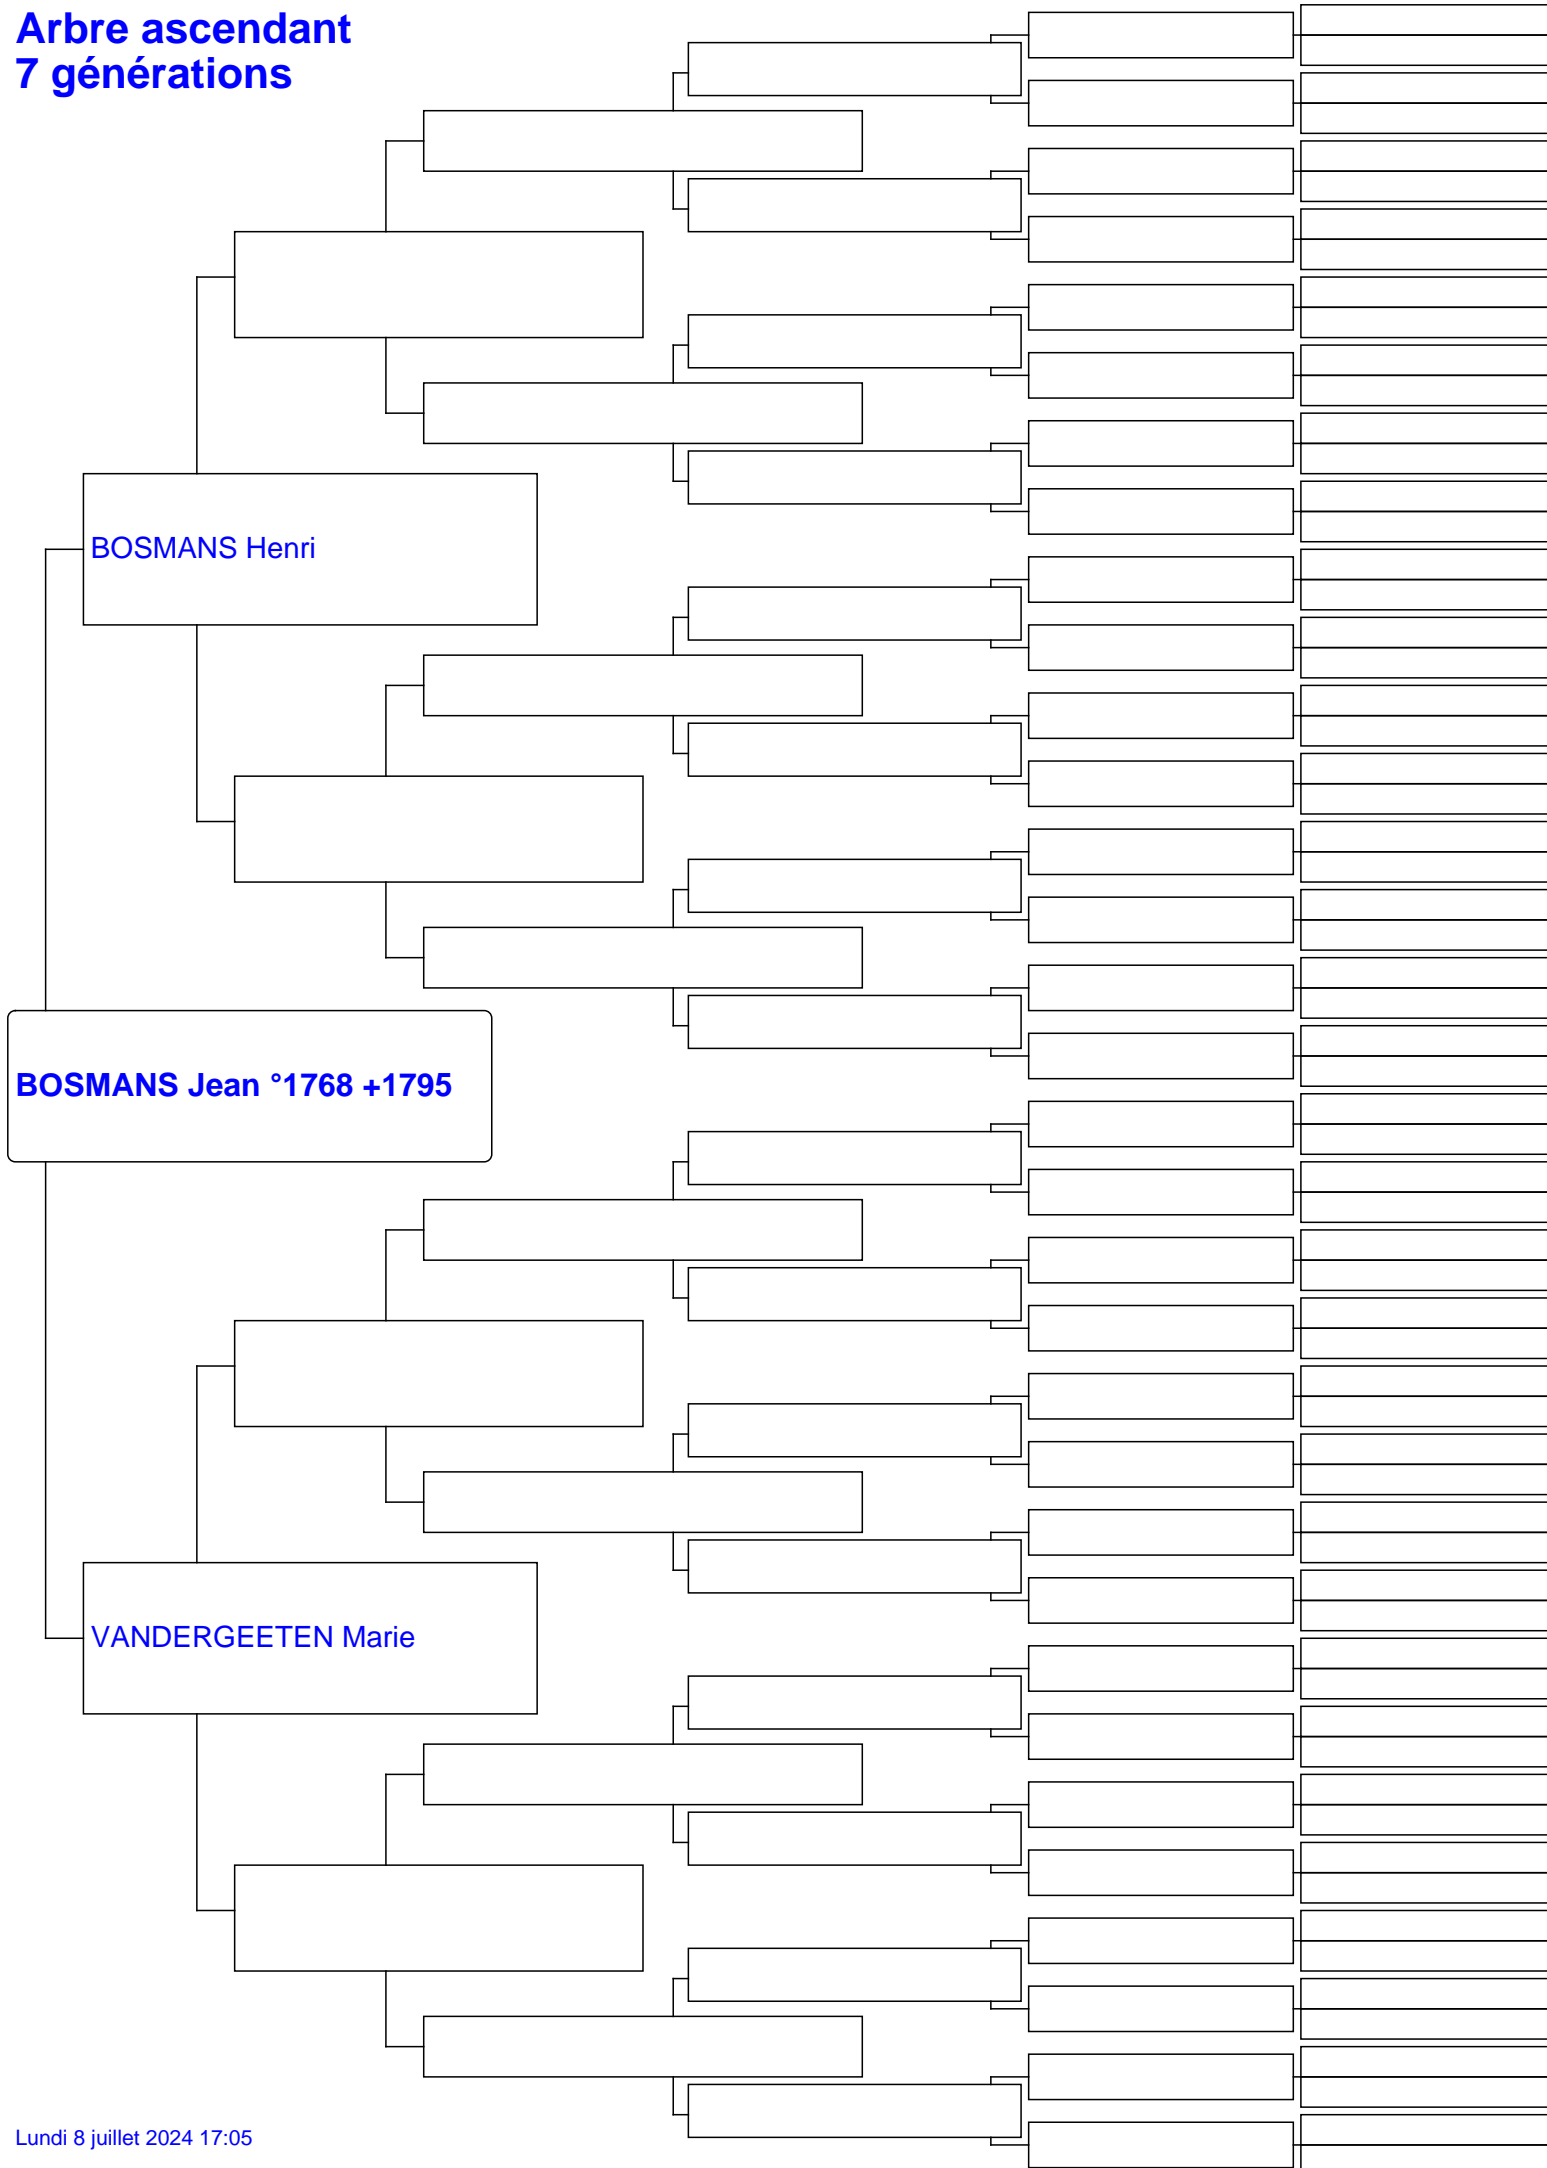 Arbre ascendant
7 générations
BOSMANS Henri
BOSMANS Jean °1768 +1795
VANDERGEETEN Marie
Lundi 8 juillet 2024 17:05